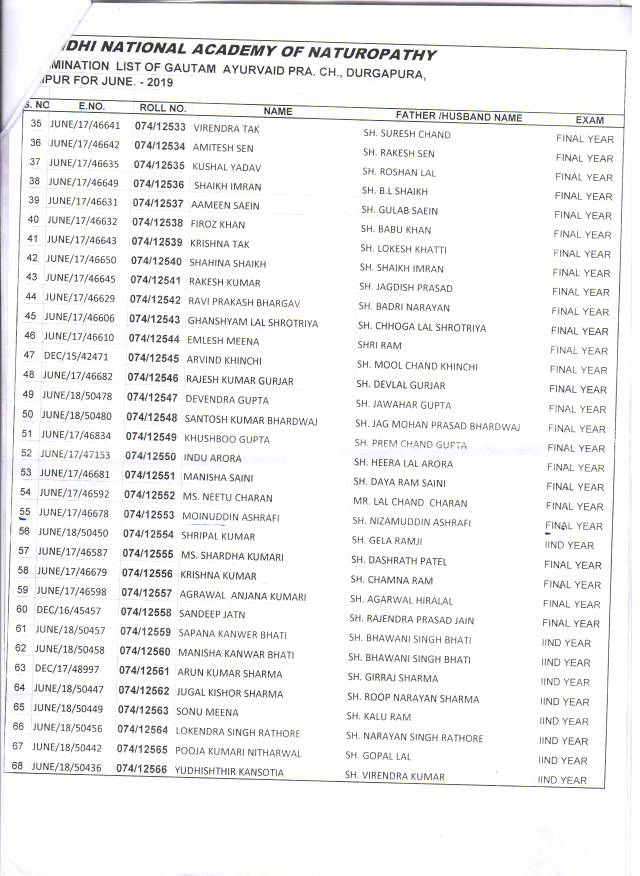 DHI NATIONAL ACADEMY OF NATUROPATHY
MINATION LIST OF GAUTAM AYURVAID PRA. CH., DURGAPURA,
IPUR FOR JUNE. - 2019
S. NO E.NO. ROLL NO. NAME FATHER /HUSBAND NAME EXAM
35 JUNE/17/46641 074/12533 VIRENDRA TAK SH. SURESH CHAND FINAL YEAR
36 JUNE/17/46642 074/12534 AMITESH SEN SH. RAKESH SEN FINAL YEAR
37 JUNE/17/46635 074/12535 KUSHAL YADAV SH. ROSHAN LAL FINAL YEAR
38 JUNE/17/46649 074/12536 SHAIKH IMRAN SH. B.L SHAIKH FINAL YEAR
39 JUNE/17/46631 074/12537 AAMEEN SAEIN SH. GULAB SAEIN FINAL YEAR
40 JUNE/17/46632 074/12538 FIROZ KHAN SH. BABU KHAN FINAL YEAR
41 JUNE/17/46643 074/12539 KRISHNA TAK SH. LOKESH KHATTI FINAL YEAR
42 JUNE/17/46650 074/12540 SHAHINA SHAIKH SH. SHAIKH IMRAN FINAL YEAR
43 JUNE/17/46645 074/12541 RAKESH KUMAR SH. JAGDISH PRASAD FINAL YEAR
44 JUNE/17/46629 074/12542 RAVI PRAKASH BHARGAV SH. BADRI NARAYAN FINAL YEAR
45 JUNE/17/46606 074/12543 GHANSHYAM LAL SHROTRIYA SH. CHHOGA LAL SHROTRIYA FINAL YEAR
46 JUNE/17/46610 074/12544 EMLESH MEENA SHRI RAM FINAL YEAR
47 DEC/15/42471 074/12545 ARVIND KHINCHI SH. MOOL CHAND KHINCHI FINAL YEAR
48 JUNE/17/46682 074/12546 RAJESH KUMAR GURJAR SH. DEVLAL GURJAR FINAL YEAR
49 JUNE/18/50478 074/12547 DEVENDRA GUPTA SH. JAWAHAR GUPTA FINAL YEAR
50 JUNE/18/50480 074/12548 SANTOSH KUMAR BHARDWAJ SH. JAG MOHAN PRASAD BHARDWAJ FINAL YEAR
51 JUNE/17/46834 074/12549 KHUSHBOO GUPTA SH. PREM CHAND GUPTA FINAL YEAR
52 JUNE/17/47153 074/12550 INDU ARORA SH. HEERA LAL ARORA FINAL YEAR
53 JUNE/17/46681 074/12551 MANISHA SAINI SH. DAYA RAM SAINI FINAL YEAR
54 JUNE/17/46592 074/12552 MS. NEETU CHARAN MR. LAL CHAND CHARAN FINAL YEAR
55 JUNE/17/46678 074/12553 MOINUDDIN ASHRAFI SH. NIZAMUDDIN ASHRAFI FINAL YEAR
56 JUNE/18/50450 074/12554 SHRIPAL KUMAR SH. GELA RAMJI IIND YEAR
57 JUNE/17/46587 074/12555 MS. SHARDHA KUMARI SH. DASHRATH PATEL FINAL YEAR
58 JUNE/17/46679 074/12556 KRISHNA KUMAR SH. CHAMNA RAM FINAL YEAR
59 JUNE/17/46598 074/12557 AGRAWAL ANJANA KUMARI SH. AGARWAL HIRALAL FINAL YEAR
60 DEC/16/45457 074/12558 SANDEEP JATN SH. RAJENDRA PRASAD JAIN FINAL YEAR
61 JUNE/18/50457 074/12559 SAPANA KANWER BHATI SH. BHAWANI SINGH BHATI IIND YEAR
62 JUNE/18/50458 074/12560 MANISHA KANWAR BHATI SH. BHAWANI SINGH BHATI IIND YEAR
63 DEC/17/48997 074/12561 ARUN KUMAR SHARMA SH. GIRRAJ SHARMA IIND YEAR
64 JUNE/18/50447 074/12562 JUGAL KISHOR SHARMA SH. ROOP NARAYAN SHARMA IIND YEAR
65 JUNE/18/50449 074/12563 SONU MEENA SH. KALU RAM IIND YEAR
66 JUNE/18/50456 074/12564 LOKENDRA SINGH RATHORE SH. NARAYAN SINGH RATHORE IIND YEAR
67 JUNE/18/50442 074/12565 POOJA KUMARI NITHARWAL SH. GOPAL LAL IIND YEAR
68 JUNE/18/50436 074/12566 YUDHISHTHIR KANSOTIA SH. VIRENDRA KUMAR IIND YEAR